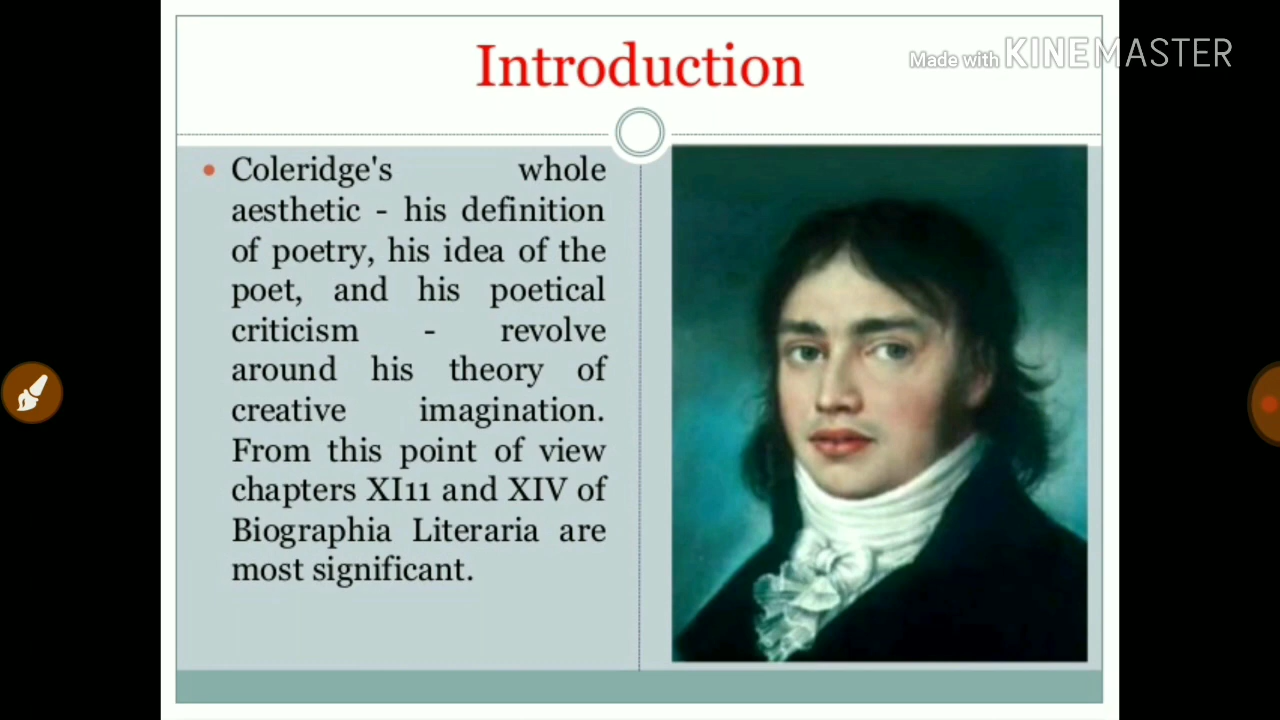 Introduction
Made with KINEMASTER
• Coleridge's whole
aesthetic - his definition
of poetry, his idea of the
poet, and his poetical
criticism - revolve
around his theory of
creative imagination.
From this point of view
chapters XI11 and XIV of
Biographia Literaria are
most significant.